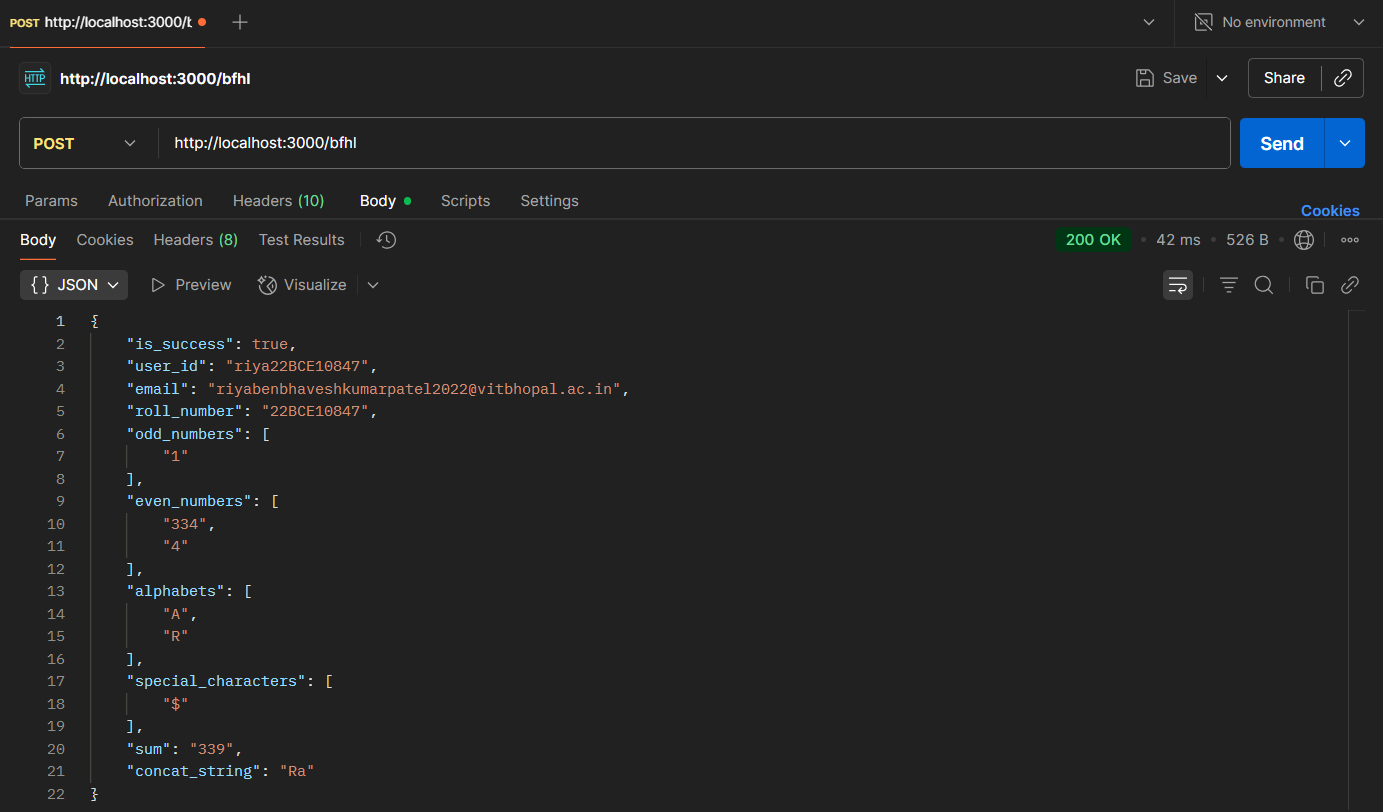 POST http://localhost:3000/b
No environment
HTTP http://localhost:3000/bfhl
Save
Share
POST http://localhost:3000/bfhl
Send
Params Authorization Headers (10) Body Scripts Settings
Cookies
Body Cookies Headers (8) Test Results
200 OK 42 ms 526 B
{} JSON Preview Visualize
1 {
2 "is_success": true,
3 "user_id": "riya22BCE10847",
4 "email": "riyabenbhaveshkumarpatel2022@vitbhopal.ac.in",
5 "roll_number": "22BCE10847",
6 "odd_numbers": [
7 "1"
8 ],
9 "even_numbers": [
10 "334",
11 "4"
12 ],
13 "alphabets": [
14 "A",
15 "R"
16 ],
17 "special_characters": [
18 "$"
19 ],
20 "sum": "339",
21 "concat_string": "Ra"
22 }